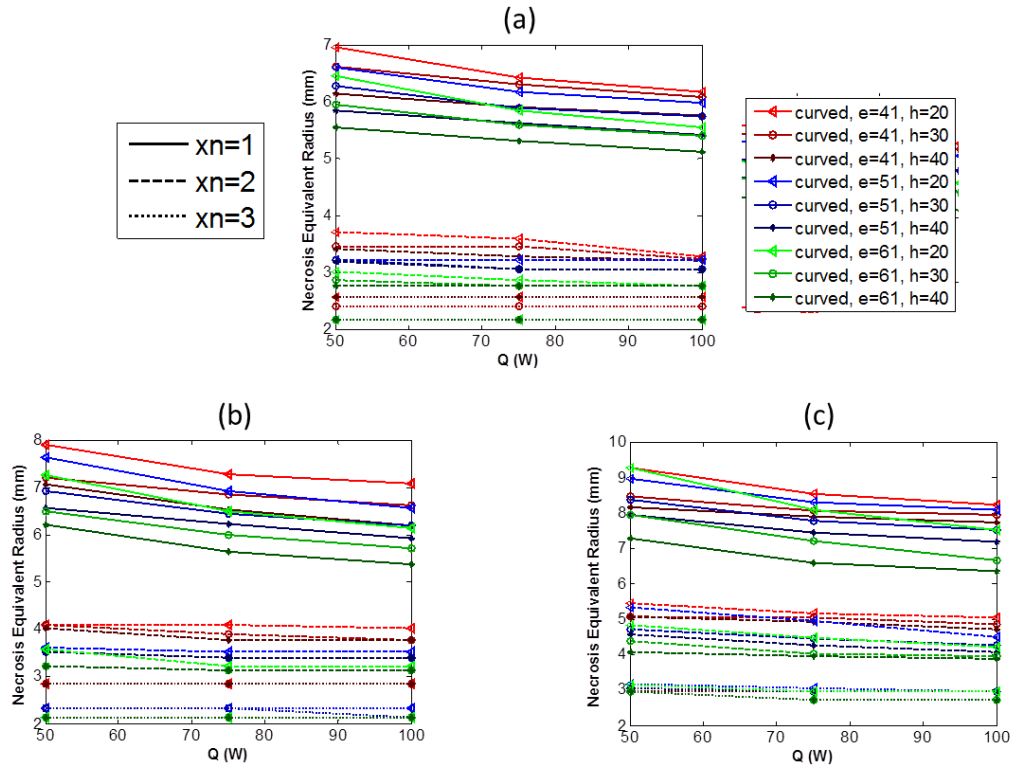 (a)
7
6
5
4
3
2
50 60 70 80 90 100
Q (W)
Necrosis Equivalent Radius (mm)
xn=1
xn=2
xn=3
curved, e=41, h=20
curved, e=41, h=30
curved, e=41, h=40
curved, e=51, h=20
curved, e=51, h=30
curved, e=51, h=40
curved, e=61, h=20
curved, e=61, h=30
curved, e=61, h=40
(b)
8
7
6
5
4
3
2
50 60 70 80 90 100
Q (W)
Necrosis Equivalent Radius (mm)
(c)
10
9
8
7
6
5
4
3
2
50 60 70 80 90 100
Q (W)
Necrosis Equivalent Radius (mm)